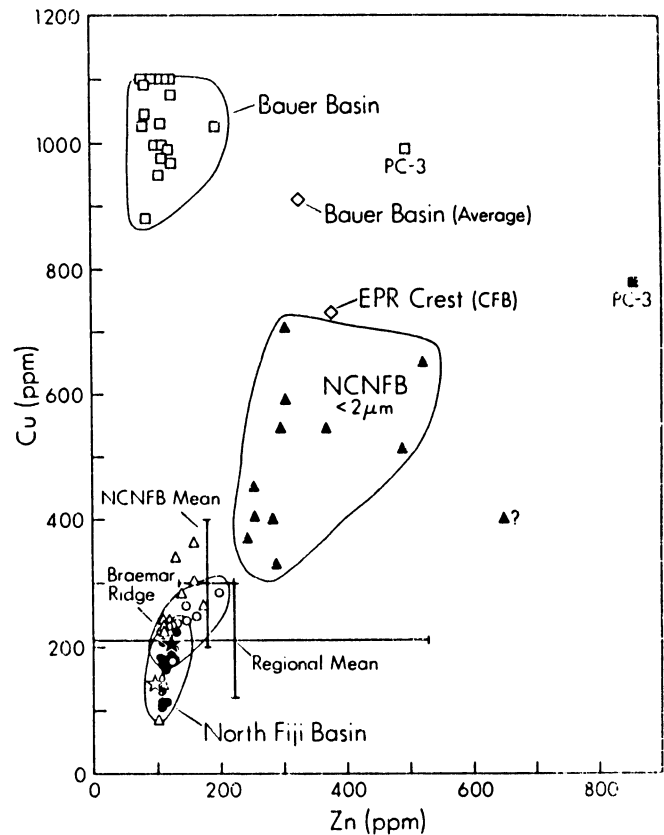 1200
1000
800
600
400
200
0
Cu (ppm)
Bauer Basin
PC-3
Bauer Basin (Average)
EPR Crest (CFB)
PC-3
NCNFB
<2μm
NCNFB Mean
?
Braemar
Ridge
Regional Mean
North Fiji Basin
0 200 400 600 800
Zn (ppm)